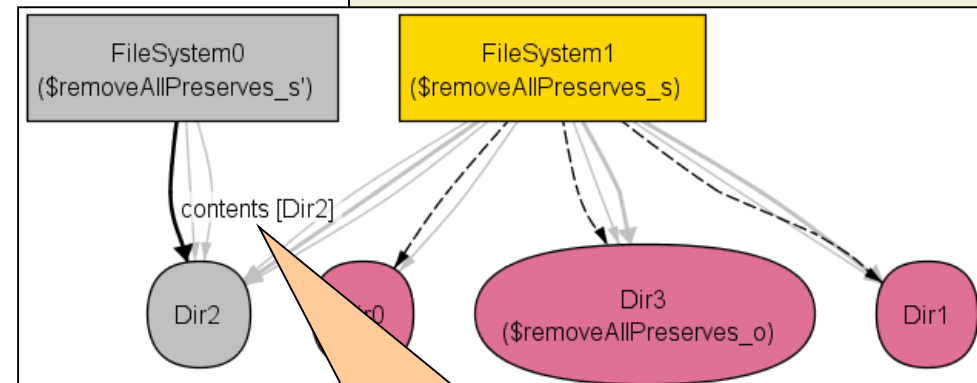 FileSystem0
($removeAllPreserves_s')
FileSystem1
($removeAllPreserves_s)
contents [Dir2]
Dir2
Dir3
($removeAllPreserves_o)
Dir1